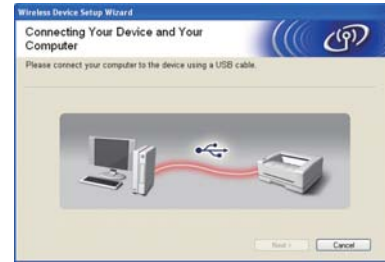 Wireless Device Setup Wizard
Connecting Your Device and Your
Computer
Please connect your computer to the device using a USB cable.
Next >
Cancel